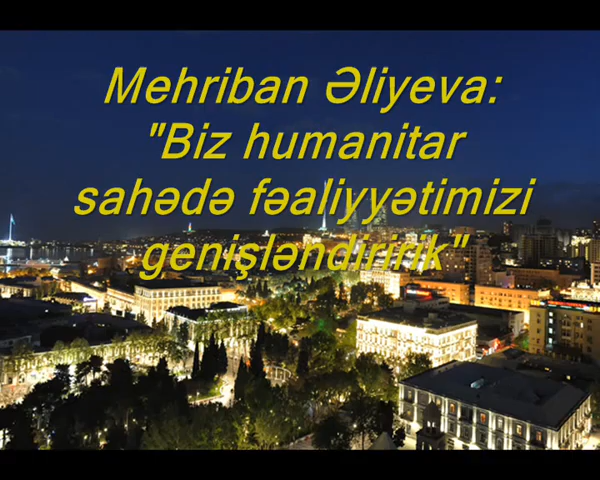 Mehriban Əliyeva:
"Biz humanitar
sahədə fəaliyyətimizi
genişləndiririk"